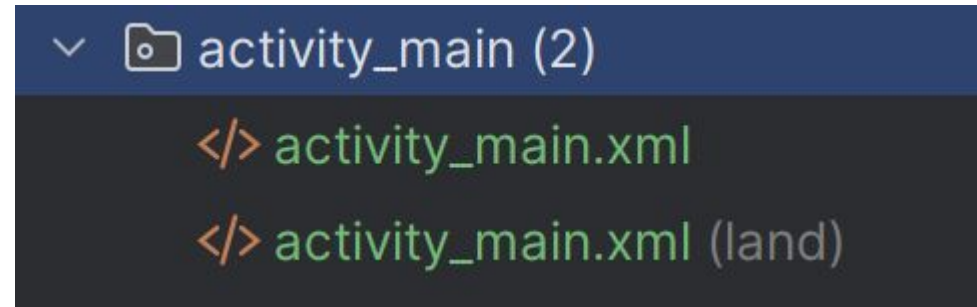 activity_main (2)
</> activity_main.xml
</> activity_main.xml (land)